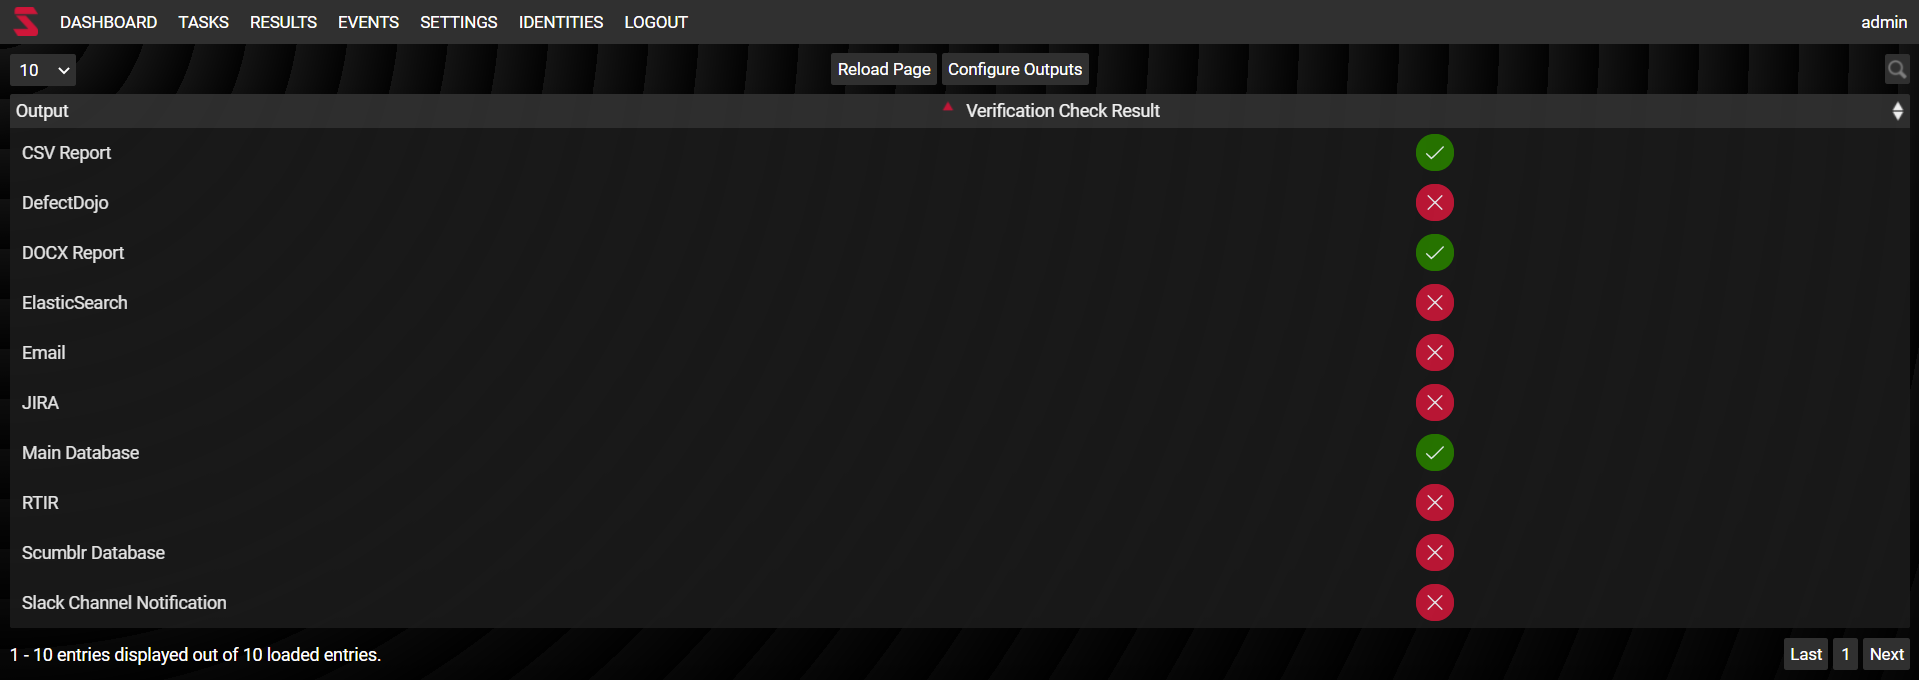 DASHBOARD TASKS RESULTS EVENTS SETTINGS IDENTITIES LOGOUT admin
10 Reload Page Configure Outputs
Output Verification Check Result
CSV Report
DefectDojo
DOCX Report
ElasticSearch
Email
JIRA
Main Database
RTIR
Scumblr Database
Slack Channel Notification
1 - 10 entries displayed out of 10 loaded entries. Last 1 Next